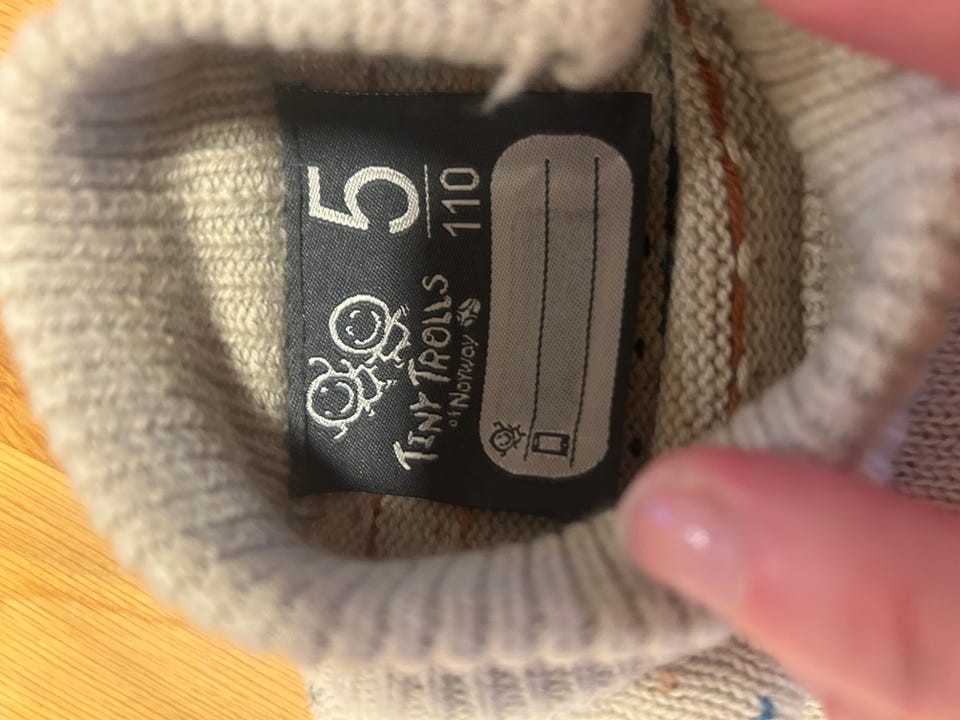 5
110
TINY TROLLS
of Norway